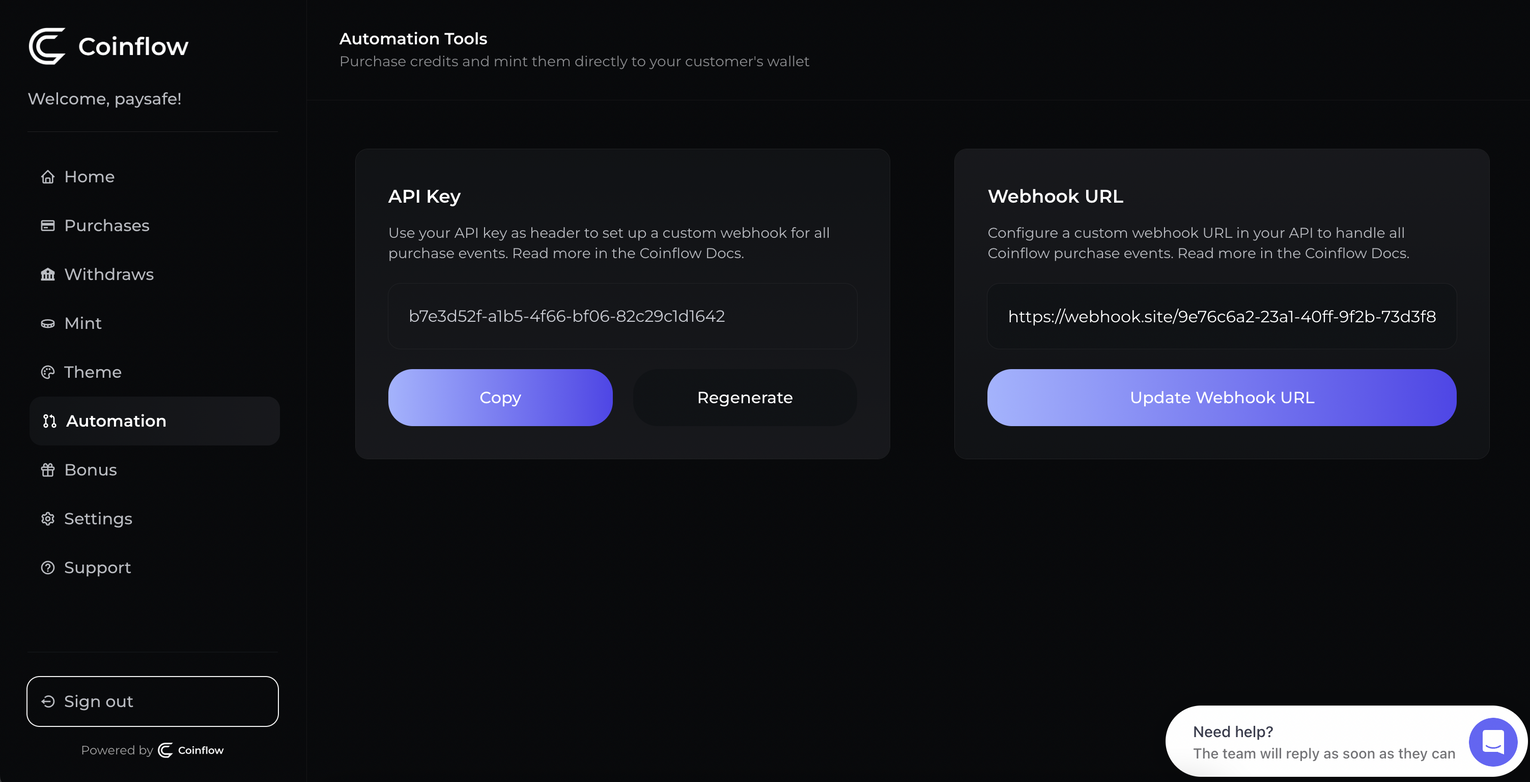 Coinflow
Welcome, paysafe!
Home
Purchases
Withdraws
Mint
Theme
Automation
Bonus
Settings
Support
Sign out
Powered by Coinflow
Automation Tools
Purchase credits and mint them directly to your customer's wallet
API Key
Use your API key as header to set up a custom webhook for all
purchase events. Read more in the Coinflow Docs.
b7e3d52f-a1b5-4f66-bf06-82c29c1d1642
Copy
Regenerate
Webhook URL
Configure a custom webhook URL in your API to handle all
Coinflow purchase events. Read more in the Coinflow Docs.
https://webhook.site/9e76c6a2-23a1-40ff-9f2b-73d3f8
Update Webhook URL
Need help?
The team will reply as soon as they can